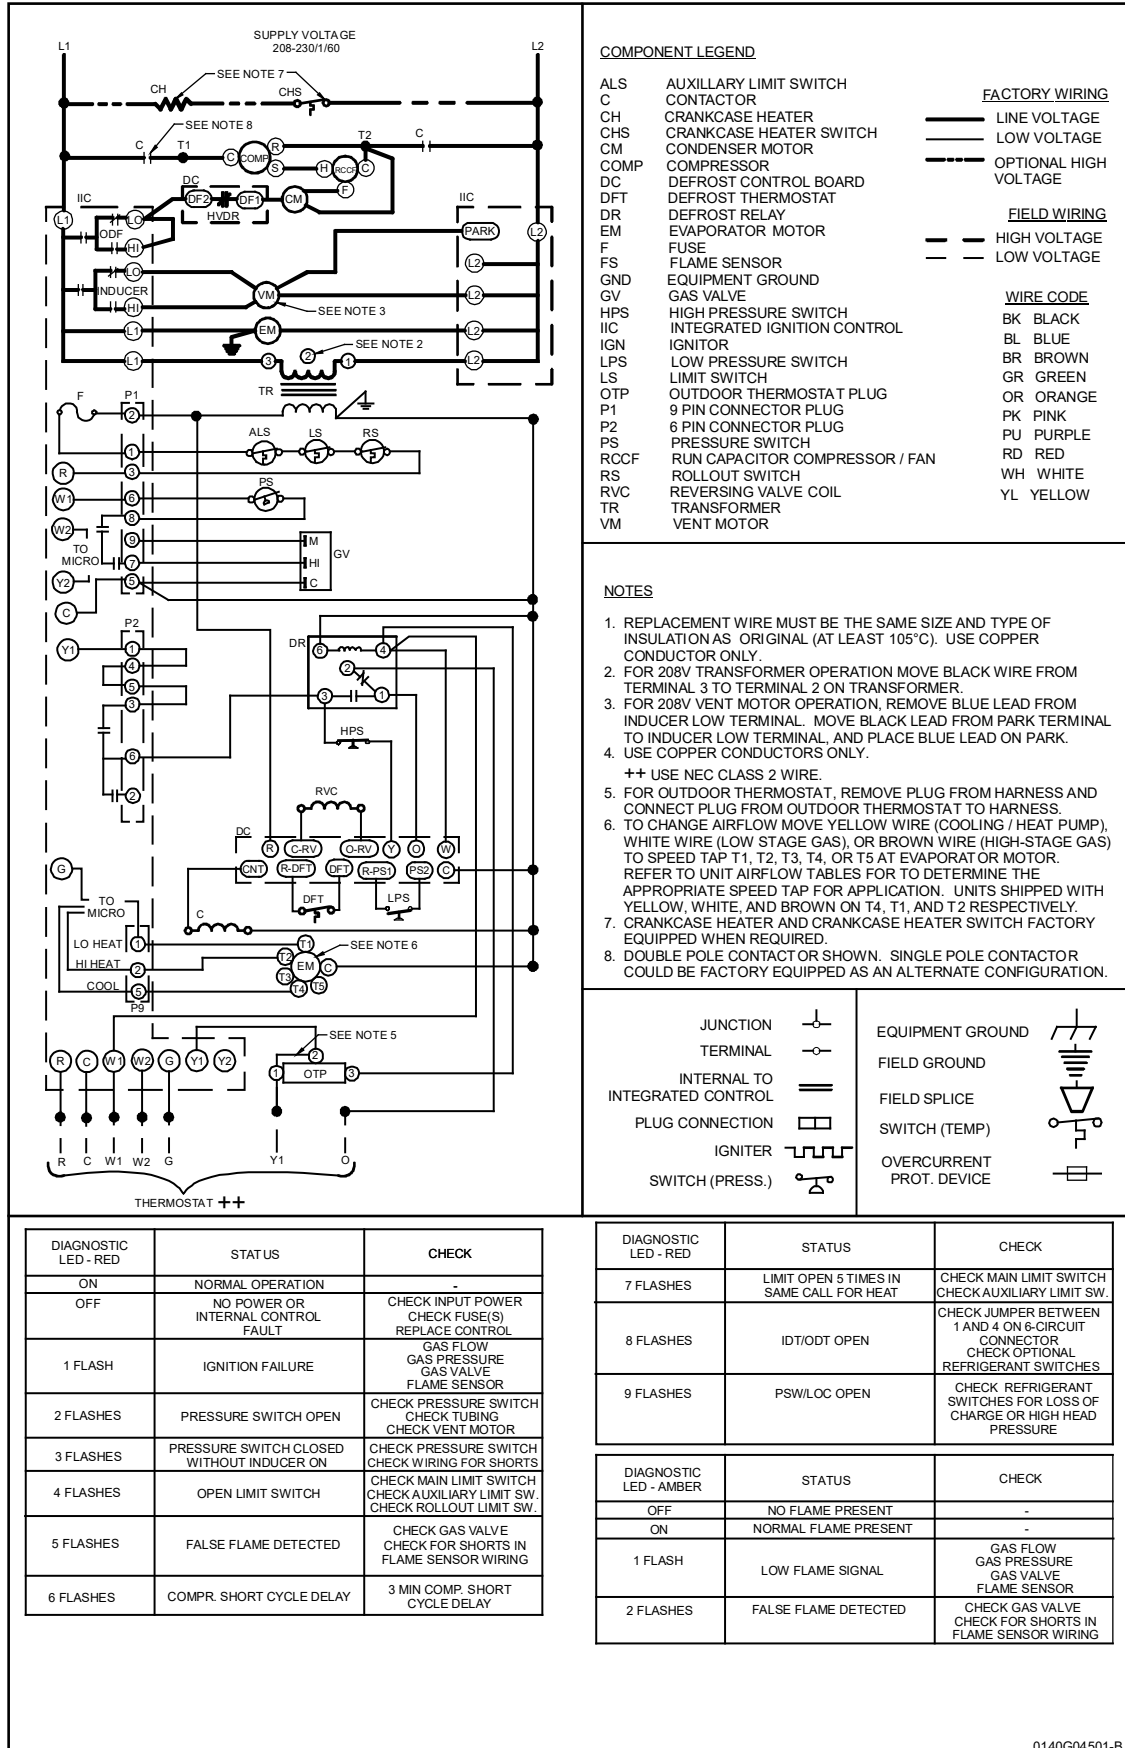 SUPPLY VOLTAGE
208-230/1/60
L1
L2
SEE NOTE 7
CH
CHS
SEE NOTE 8
C
T1
C
COMP
R
S
T2
C
H
RCCF
C
F
DC
DF2
DF1
HVDR
CM
IIC
IIC
L1
LO
ODF
HI
PARK
L2
LO
INDUCER
HI
VM
SEE NOTE 3
L2
L2
L1
EM
L2
SEE NOTE 2
L1
3
2
1
L2
TR
F
P1
2
ALS
LS
RS
1
R
3
PS
W1
6
8
W2
TO
MICRO
9
M
GV
7
HI
Y2
5
C
C
P2
Y1
1
4
5
3
6
2
DR
6
4
2
3
1
HPS
RVC
DC
R
C-RV
O-RV
Y
O
W
CNT
R-DFT
DFT
R-PS1
PS2
C
DFT
LPS
G
TO
MICRO
C
LO HEAT
1
HI HEAT
2
COOL
5
P9
T1
T2
T3
T4
T5
EM
C
SEE NOTE 6
SEE NOTE 5
R
C
W1
W2
G
Y1
Y2
1
2
OTP
3
R
C
W1
W2
G
Y1
O
THERMOSTAT ++
COMPONENT LEGEND
ALS AUXILLARY LIMIT SWITCH
C CONTACTOR
CH CRANKCASE HEATER
CHS CRANKCASE HEATER SWITCH
CM CONDENSER MOTOR
COMP COMPRESSOR
DC DEFROST CONTROL BOARD
DFT DEFROST THERMOSTAT
DR DEFROST RELAY
EM EVAPORATOR MOTOR
F FUSE
FS FLAME SENSOR
GND EQUIPMENT GROUND
GV GAS VALVE
HPS HIGH PRESSURE SWITCH
IIC INTEGRATED IGNITION CONTROL
IGN IGNITOR
LPS LOW PRESSURE SWITCH
LS LIMIT SWITCH
OTP OUTDOOR THERMOSTAT PLUG
P1 9 PIN CONNECTOR PLUG
P2 6 PIN CONNECTOR PLUG
PS PRESSURE SWITCH
RCCF RUN CAPACITOR COMPRESSOR / FAN
RS ROLLOUT SWITCH
RVC REVERSING VALVE COIL
TR TRANSFORMER
VM VENT MOTOR
FACTORY WIRING
LINE VOLTAGE
LOW VOLTAGE
OPTIONAL HIGH
VOLTAGE
FIELD WIRING
HIGH VOLTAGE
LOW VOLTAGE
WIRE CODE
BK BLACK
BL BLUE
BR BROWN
GR GREEN
OR ORANGE
PK PINK
PU PURPLE
RD RED
WH WHITE
YL YELLOW
NOTES
1. REPLACEMENT WIRE MUST BE THE SAME SIZE AND TYPE OF
INSULATION AS ORIGINAL (AT LEAST 105°C). USE COPPER
CONDUCTOR ONLY.
2. FOR 208V TRANSFORMER OPERATION MOVE BLACK WIRE FROM
TERMINAL 3 TO TERMINAL 2 ON TRANSFORMER.
3. FOR 208V VENT MOTOR OPERATION, REMOVE BLUE LEAD FROM
INDUCER LOW TERMINAL. MOVE BLACK LEAD FROM PARK TERMINAL
TO INDUCER LOW TERMINAL, AND PLACE BLUE LEAD ON PARK.
4. USE COPPER CONDUCTORS ONLY.
++ USE NEC CLASS 2 WIRE.
5. FOR OUTDOOR THERMOSTAT, REMOVE PLUG FROM HARNESS AND
CONNECT PLUG FROM OUTDOOR THERMOSTAT TO HARNESS.
6. TO CHANGE AIRFLOW MOVE YELLOW WIRE (COOLING / HEAT PUMP),
WHITE WIRE (LOW STAGE GAS), OR BROWN WIRE (HIGH-STAGE GAS)
TO SPEED TAP T1, T2, T3, T4, OR T5 AT EVAPORATOR MOTOR.
REFER TO UNIT AIRFLOW TABLES FOR TO DETERMINE THE
APPROPRIATE SPEED TAP FOR APPLICATION. UNITS SHIPPED WITH
YELLOW, WHITE, AND BROWN ON T4, T1, AND T2 RESPECTIVELY.
7. CRANKCASE HEATER AND CRANKCASE HEATER SWITCH FACTORY
EQUIPPED WHEN REQUIRED.
8. DOUBLE POLE CONTACTOR SHOWN. SINGLE POLE CONTACTOR
COULD BE FACTORY EQUIPPED AS AN ALTERNATE CONFIGURATION.
JUNCTION
TERMINAL
INTERNAL TO
INTEGRATED CONTROL
PLUG CONNECTION
IGNITER
SWITCH (PRESS.)
EQUIPMENT GROUND
FIELD GROUND
FIELD SPLICE
SWITCH (TEMP)
OVERCURRENT
PROT. DEVICE
DIAGNOSTIC
LED - RED
STATUS
CHECK
ON
NORMAL OPERATION
-
OFF
NO POWER OR
INTERNAL CONTROL
FAULT
CHECK INPUT POWER
CHECK FUSE(S)
REPLACE CONTROL
1 FLASH
IGNITION FAILURE
GAS FLOW
GAS PRESSURE
GAS VALVE
FLAME SENSOR
2 FLASHES
PRESSURE SWITCH OPEN
CHECK PRESSURE SWITCH
CHECK TUBING
CHECK VENT MOTOR
3 FLASHES
PRESSURE SWITCH CLOSED
WITHOUT INDUCER ON
CHECK PRESSURE SWITCH
CHECK WIRING FOR SHORTS
4 FLASHES
OPEN LIMIT SWITCH
CHECK MAIN LIMIT SWITCH
CHECK AUXILIARY LIMIT SW.
CHECK ROLLOUT LIMIT SW.
5 FLASHES
FALSE FLAME DETECTED
CHECK GAS VALVE
CHECK FOR SHORTS IN
FLAME SENSOR WIRING
6 FLASHES
COMPR. SHORT CYCLE DELAY
3 MIN COMP. SHORT
CYCLE DELAY
DIAGNOSTIC
LED - RED
STATUS
CHECK
7 FLASHES
LIMIT OPEN 5 TIMES IN
SAME CALL FOR HEAT
CHECK MAIN LIMIT SWITCH
CHECK AUXILIARY LIMIT SW.
8 FLASHES
IDT/ODT OPEN
CHECK JUMPER BETWEEN
1 AND 4 ON 6-CIRCUIT
CONNECTOR
CHECK OPTIONAL
REFRIGERANT SWITCHES
9 FLASHES
PSW/LOC OPEN
CHECK REFRIGERANT
SWITCHES FOR LOSS OF
CHARGE OR HIGH HEAD
PRESSURE
DIAGNOSTIC
LED - AMBER
STATUS
CHECK
OFF
NO FLAME PRESENT
-
ON
NORMAL FLAME PRESENT
-
1 FLASH
LOW FLAME SIGNAL
GAS FLOW
GAS PRESSURE
GAS VALVE
FLAME SENSOR
2 FLASHES
FALSE FLAME DETECTED
CHECK GAS VALVE
CHECK FOR SHORTS IN
FLAME SENSOR WIRING
0140G04501-B